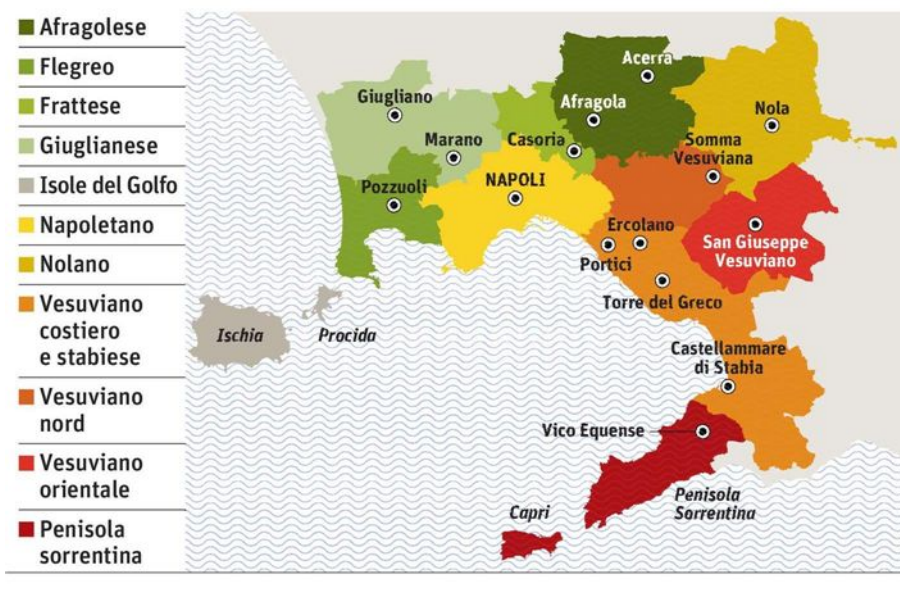 Afragolese
Flegreo
Frattese
Giuglianese
Isole del Golfo
Napoletano
Nolano
Vesuviano
costiero
e stabiese
Vesuviano
nord
Vesuviano
orientale
Penisola
sorrentina
Acerra
Giugliano
Afragola
Nola
Marano
Casoria
Somma
Vesuviana
Pozzuoli
NAPOLI
Ercolano
San Giuseppe
Vesuviano
Portici
Torre del Greco
Ischia
Procida
Castellammare
di Stabia
Vico Equense
Penisola
Sorrentina
Capri